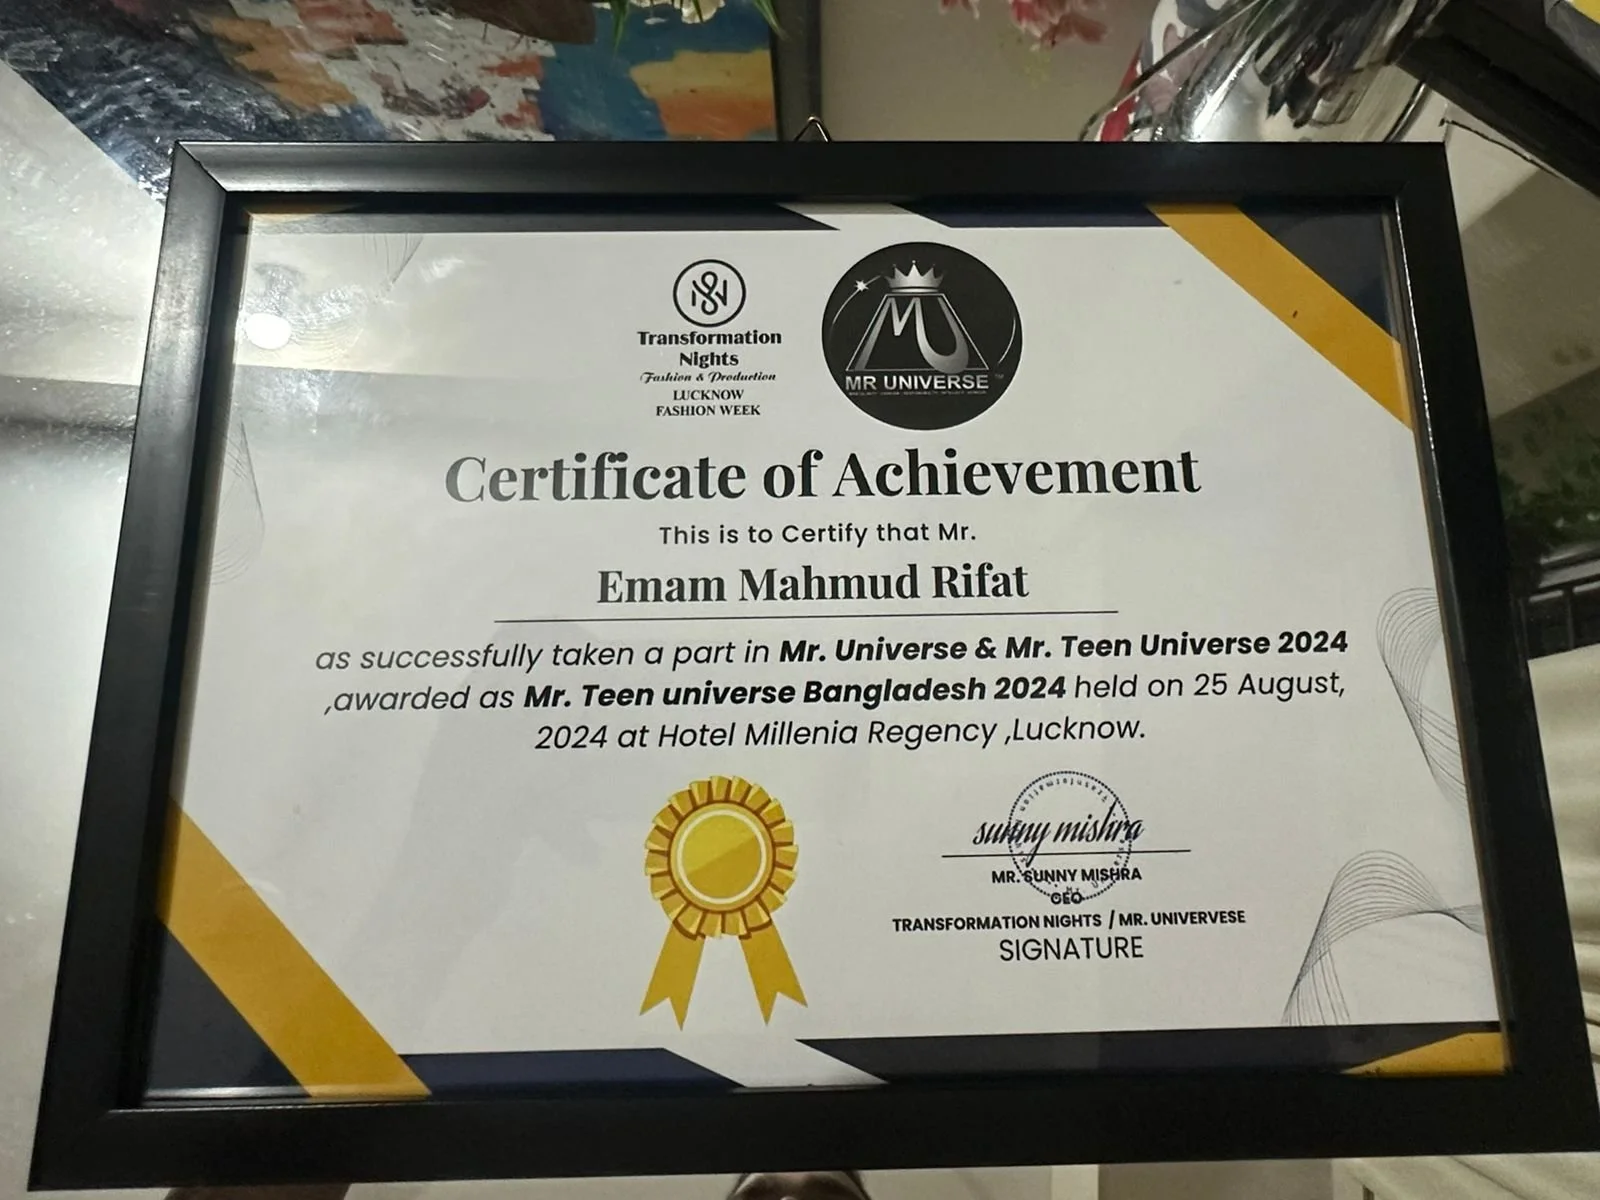 Transformation
Nights
Fashion & Production
LUCKNOW
FASHION WEEK
MU
MR UNIVERSE ™
Certificate of Achievement
This is to Certify that Mr.
Emam Mahmud Rifat
as successfully taken a part in Mr. Universe & Mr. Teen Universe 2024
,awarded as Mr. Teen universe Bangladesh 2024 held on 25 August,
2024 at Hotel Millenia Regency ,Lucknow.
sunny mishra
MR. SUNNY MISHRA
CEO
TRANSFORMATION NIGHTS / MR. UNIVERVESE
SIGNATURE